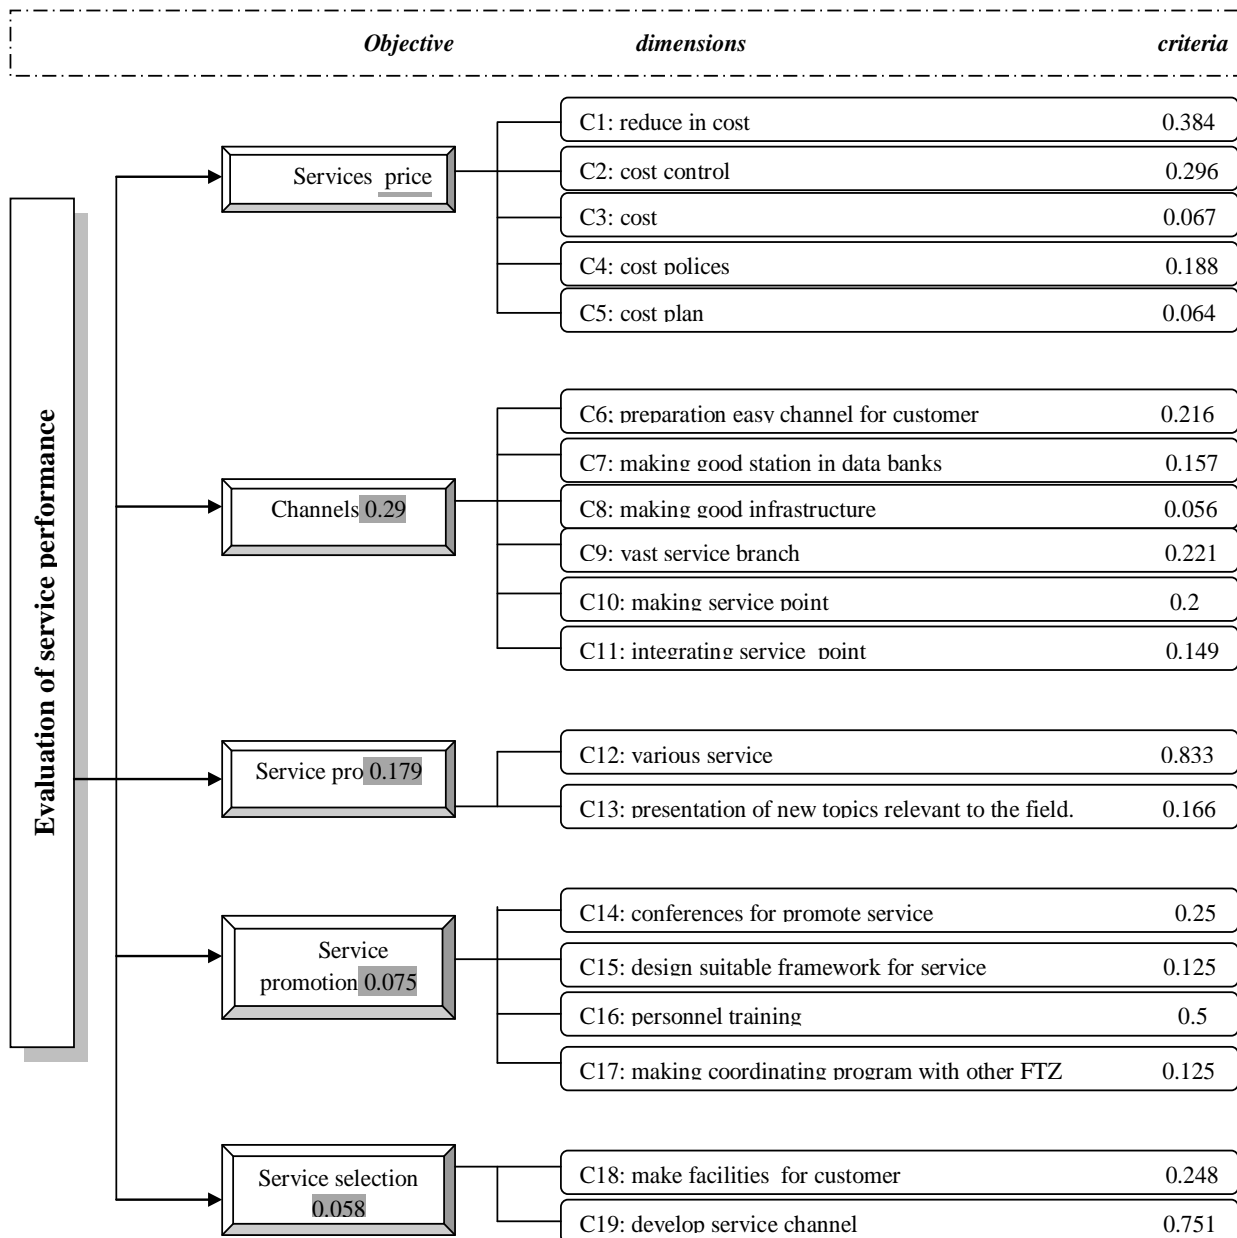 Objective dimensions criteria
Evaluation of service performance
Services price
C1: reduce in cost 0.384
C2: cost control 0.296
C3: cost 0.067
C4: cost polices 0.188
C5: cost plan 0.064
Channels 0.29
C6: preparation easy channel for customer 0.216
C7: making good station in data banks 0.157
C8: making good infrastructure 0.056
C9: vast service branch 0.221
C10: making service point 0.2
C11: integrating service point 0.149
Service pro 0.179
C12: various service 0.833
C13: presentation of new topics relevant to the field. 0.166
Service
promotion 0.075
C14: conferences for promote service 0.25
C15: design suitable framework for service 0.125
C16: personnel training 0.5
C17: making coordinating program with other FTZ 0.125
Service selection
0.058
C18: make facilities for customer 0.248
C19: develop service channel 0.751